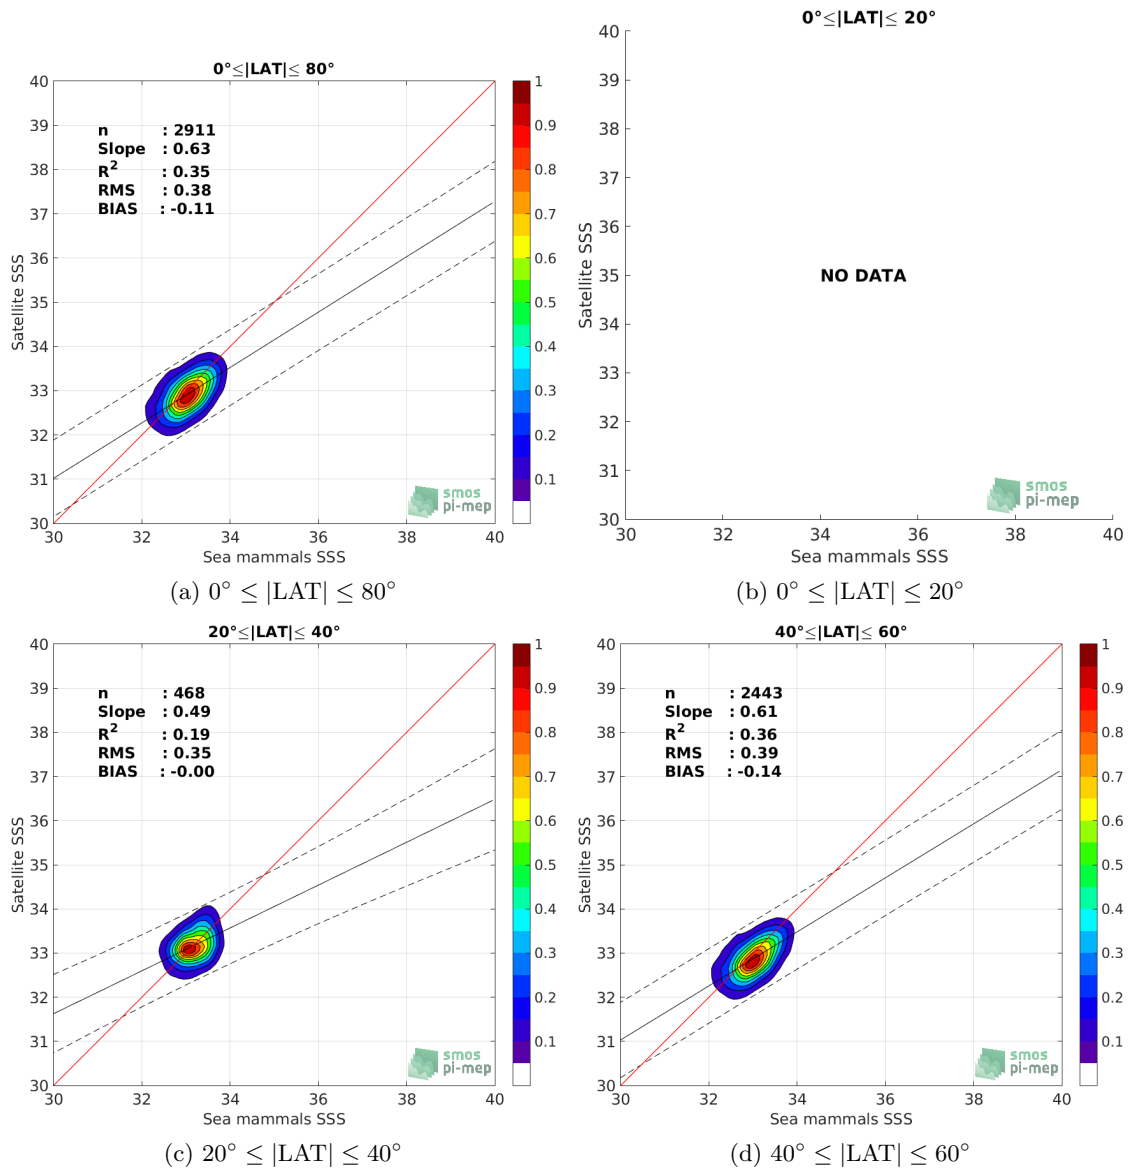 0°≤|LAT|≤ 80°
n : 2911
Slope : 0.63
R² : 0.35
RMS : 0.38
BIAS : -0.11
40
39
38
37
36
35
34
33
32
31
30
Satellite SSS
30 32 34 36 38 40
Sea mammals SSS
1
0.9
0.8
0.7
0.6
0.5
0.4
0.3
0.2
0.1
smos
pi-mep
(a) 0° ≤ |LAT| ≤ 80°
0°≤|LAT|≤ 20°
40
39
38
37
36
35
34
33
32
31
30
Satellite SSS
NO DATA
smos
pi-mep
30 32 34 36 38 40
Sea mammals SSS
(b) 0° ≤ |LAT| ≤ 20°
20°≤|LAT|≤ 40°
n : 468
Slope : 0.49
R² : 0.19
RMS : 0.35
BIAS : -0.00
40
39
38
37
36
35
34
33
32
31
30
Satellite SSS
30 32 34 36 38 40
Sea mammals SSS
1
0.9
0.8
0.7
0.6
0.5
0.4
0.3
0.2
0.1
smos
pi-mep
(c) 20° ≤ |LAT| ≤ 40°
40°≤|LAT|≤ 60°
n : 2443
Slope : 0.61
R² : 0.36
RMS : 0.39
BIAS : -0.14
40
39
38
37
36
35
34
33
32
31
30
Satellite SSS
30 32 34 36 38 40
Sea mammals SSS
1
0.9
0.8
0.7
0.6
0.5
0.4
0.3
0.2
0.1
smos
pi-mep
(d) 40° ≤ |LAT| ≤ 60°